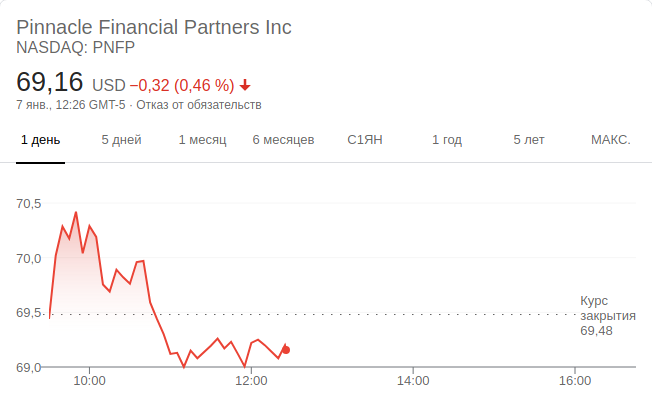 Pinnacle Financial Partners Inc
NASDAQ: PNFP
69,16 USD −0,32 (0,46 %)
7 янв., 12:26 GMT-5 · Отказ от обязательств
1 день 5 дней 1 месяц 6 месяцев С1ЯН 1 год 5 лет МАКС.
70,5
70,0
69,5
69,0
Курс
закрытия
69,48
10:00 12:00 14:00 16:00